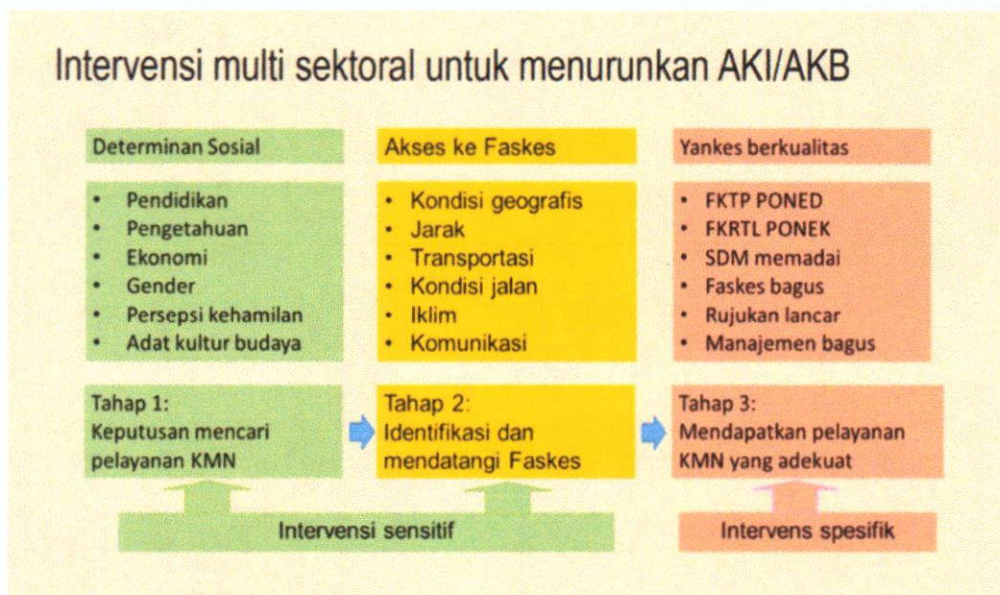 Intervensi multi sektoral untuk menurunkan AKI/AKB
Determinan Sosial
• Pendidikan
• Pengetahuan
• Ekonomi
• Gender
• Persepsi kehamilan
• Adat kultur budaya
Tahap 1:
Keputusan mencari
pelayanan KMN
Akses ke Faskes
• Kondisi geografis
• Jarak
• Transportasi
• Kondisi jalan
• Iklim
• Komunikasi
Tahap 2:
Identifikasi dan
mendatangi Faskes
Yankes berkualitas
• FKTP PONED
• FKRTL PONEK
• SDM memadai
• Faskes bagus
• Rujukan lancar
• Manajemen bagus
Tahap 3:
Mendapatkan pelayanan
KMN yang adekuat
Intervensi sensitif
Intervens spesifik